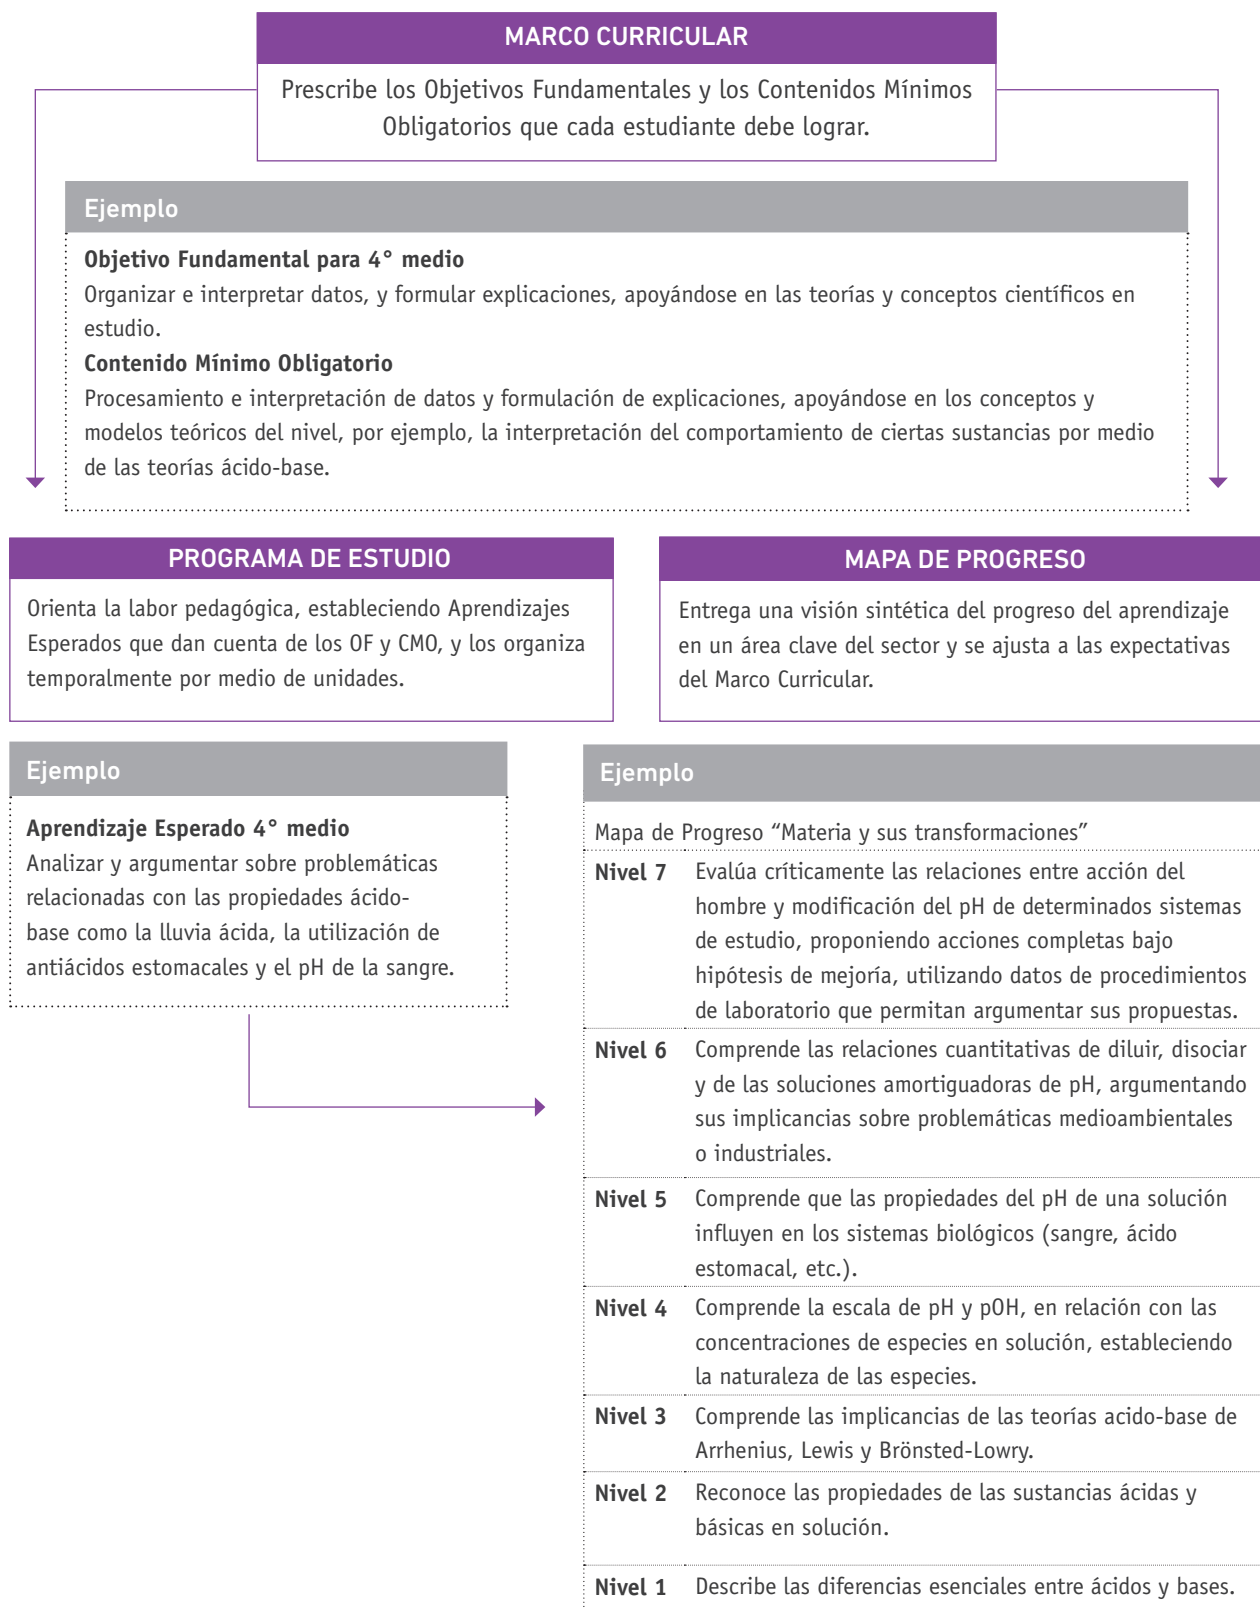 MARCO CURRICULAR
Prescribe los Objetivos Fundamentales y los Contenidos Mínimos
Obligatorios que cada estudiante debe lograr.
Ejemplo
Objetivo Fundamental para 4° medio
Organizar e interpretar datos, y formular explicaciones, apoyándose en las teorías y conceptos científicos en
estudio.
Contenido Mínimo Obligatorio
Procesamiento e interpretación de datos y formulación de explicaciones, apoyándose en los conceptos y
modelos teóricos del nivel, por ejemplo, la interpretación del comportamiento de ciertas sustancias por medio
de las teorías ácido-base.
PROGRAMA DE ESTUDIO
Orienta la labor pedagógica, estableciendo Aprendizajes
Esperados que dan cuenta de los OF y CMO, y los organiza
temporalmente por medio de unidades.
Ejemplo
Aprendizaje Esperado 4° medio
Analizar y argumentar sobre problemáticas
relacionadas con las propiedades ácido-
base como la lluvia ácida, la utilización de
antiácidos estomacales y el pH de la sangre.
MAPA DE PROGRESO
Entrega una visión sintética del progreso del aprendizaje
en un área clave del sector y se ajusta a las expectativas
del Marco Curricular.
Ejemplo
Mapa de Progreso “Materia y sus transformaciones”
Nivel 7 Evalúa críticamente las relaciones entre acción del
hombre y modificación del pH de determinados sistemas
de estudio, proponiendo acciones completas bajo
hipótesis de mejoría, utilizando datos de procedimientos
de laboratorio que permitan argumentar sus propuestas.
Nivel 6 Comprende las relaciones cuantitativas de diluir, disociar
y de las soluciones amortiguadoras de pH, argumentando
sus implicancias sobre problemáticas medioambientales
o industriales.
Nivel 5 Comprende que las propiedades del pH de una solución
influyen en los sistemas biológicos (sangre, ácido
estomacal, etc.).
Nivel 4 Comprende la escala de pH y pOH, en relación con las
concentraciones de especies en solución, estableciendo
la naturaleza de las especies.
Nivel 3 Comprende las implicancias de las teorías acido-base de
Arrhenius, Lewis y Brönsted-Lowry.
Nivel 2 Reconoce las propiedades de las sustancias ácidas y
básicas en solución.
Nivel 1 Describe las diferencias esenciales entre ácidos y bases.